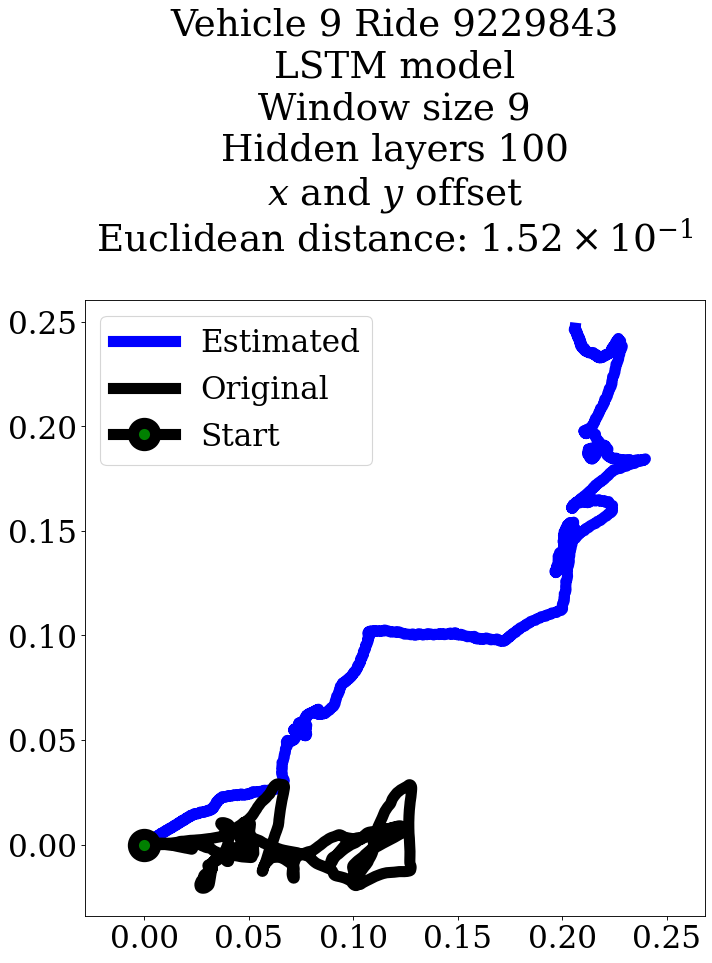 Vehicle 9 Ride 9229843
LSTM model
Window size 9
Hidden layers 100
x and y offset
Euclidean distance: 1.52 × 10⁻¹
Estimated
Original
Start
0.25
0.20
0.15
0.10
0.05
0.00
0.00 0.05 0.10 0.15 0.20 0.25